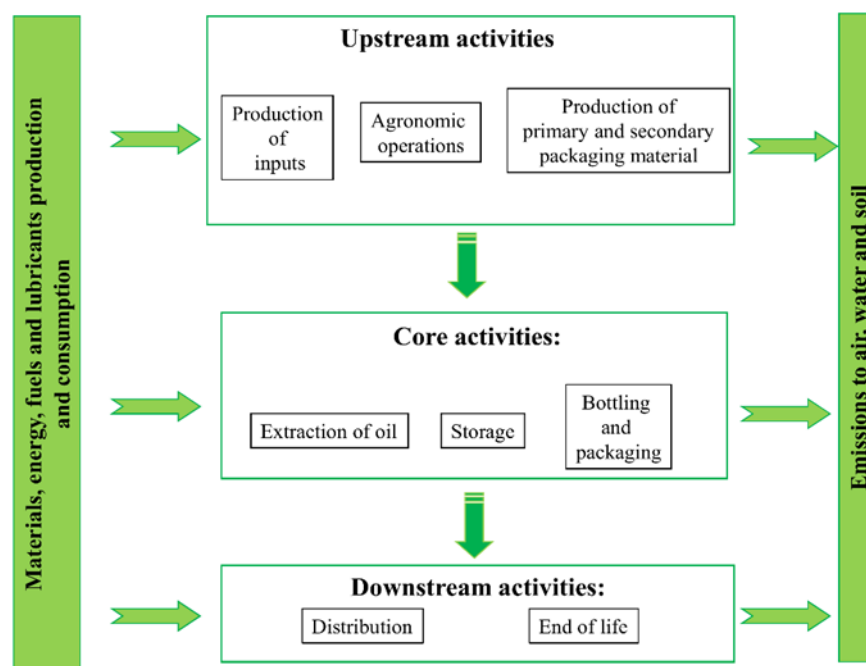 Materials, energy, fuels and lubricants production
and consumption
Upstream activities
Production
of
inputs
Agronomic
operations
Production of
primary and secondary
packaging material
Core activities:
Extraction of oil
Storage
Bottling
and
packaging
Downstream activities:
Distribution
End of life
Emissions to air, water and soil